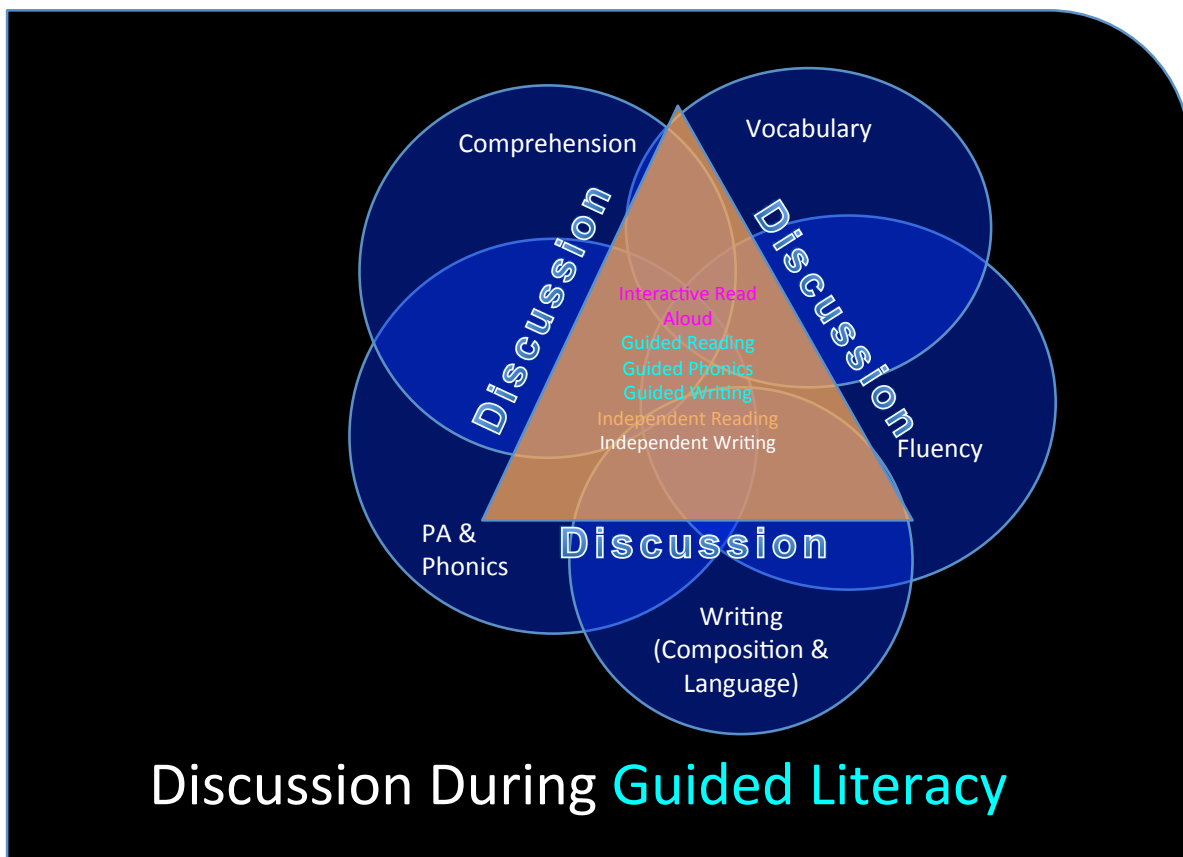 Comprehension
Vocabulary
Discussion
Discussion
Interactive Read
Aloud
Guided Reading
Guided Phonics
Guided Writing
Independent Reading
Independent Writing
Fluency
PA &
Phonics
Discussion
Writing
(Composition &
Language)
Discussion During Guided Literacy